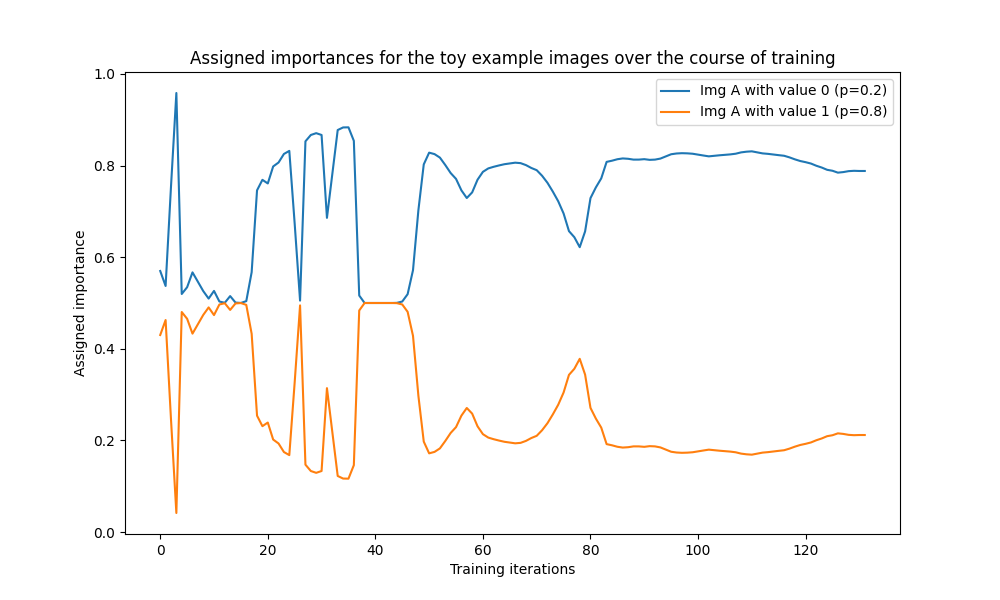 Assigned importances for the toy example images over the course of training
Img A with value 0 (p=0.2)
Img A with value 1 (p=0.8)
Assigned importance
1.0
0.8
0.6
0.4
0.2
0.0
0 20 40 60 80 100 120
Training iterations